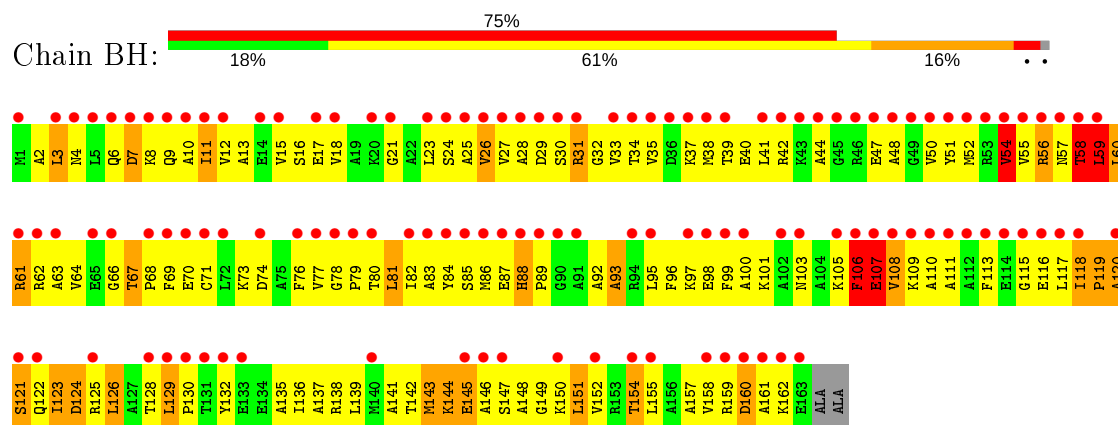 75%
Chain BH:
18% 61% 16% • •
M1 A2 L3 N4 L5 Q6 D7 K8 Q9 A10 I11 V12 A13 E14 V15 S16 E17 V18 A19 K20 G21 A22 L23 S24 A25 V26 V27 A28 D29 S30 R31 G32 V33 T34 V35 D36 K37 M38 T39 E40 L41 R42 K43 A44 G45 R46 E47 A48 G49 V50 Y51 M52 R53 V54 V55 R56 N57 T58 L59 L60
R61 R62 A63 V64 E65 G66 T67 P68 F69 E70 C71 L72 K73 D74 A75 F76 V77 G78 P79 T80 L81 I82 A83 Y84 S85 M86 E87 H88 P89 G90 A91 A92 A93 R94 L95 F96 K97 E98 F99 A100 K101 A102 N103 A104 K105 F106 E107 V108 K109 A110 A111 A112 F113 E114 G115 E116 L117 I118 P119 A120
S121 Q122 I123 D124 R125 L126 A127 T128 L129 P130 T131 Y132 E133 E134 A135 I136 A137 R138 L139 M140 A141 T142 M143 K144 E145 A146 S147 A148 G149 K150 L151 V152 R153 T154 L155 A156 A157 V158 R159 D160 A161 K162 E163 ALA ALA